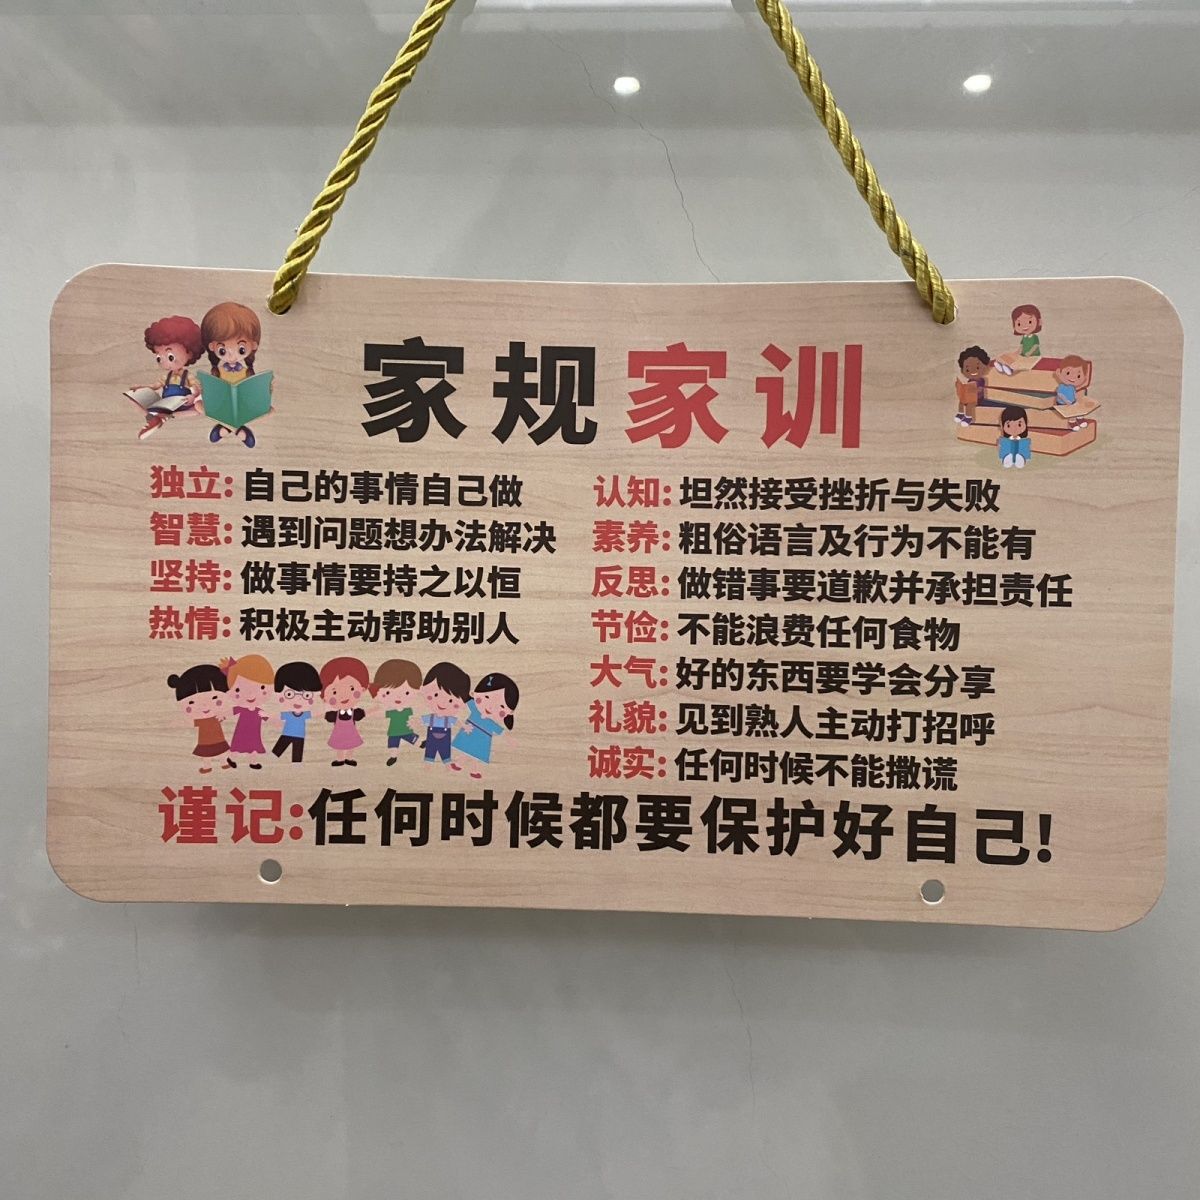 家规家训
独立:自己的事情自己做
智慧:遇到问题想办法解决
坚持:做事情要持之以恒
热情:积极主动帮助别人
认知:坦然接受挫折与失败
素养:粗俗语言及行为不能有
反思:做错事要道歉并承担责任
节俭:不能浪费任何食物
大气:好的东西要学会分享
礼貌:见到熟人主动打招呼
诚实:任何时候不能撒谎
谨记:任何时候都要保护好自己!